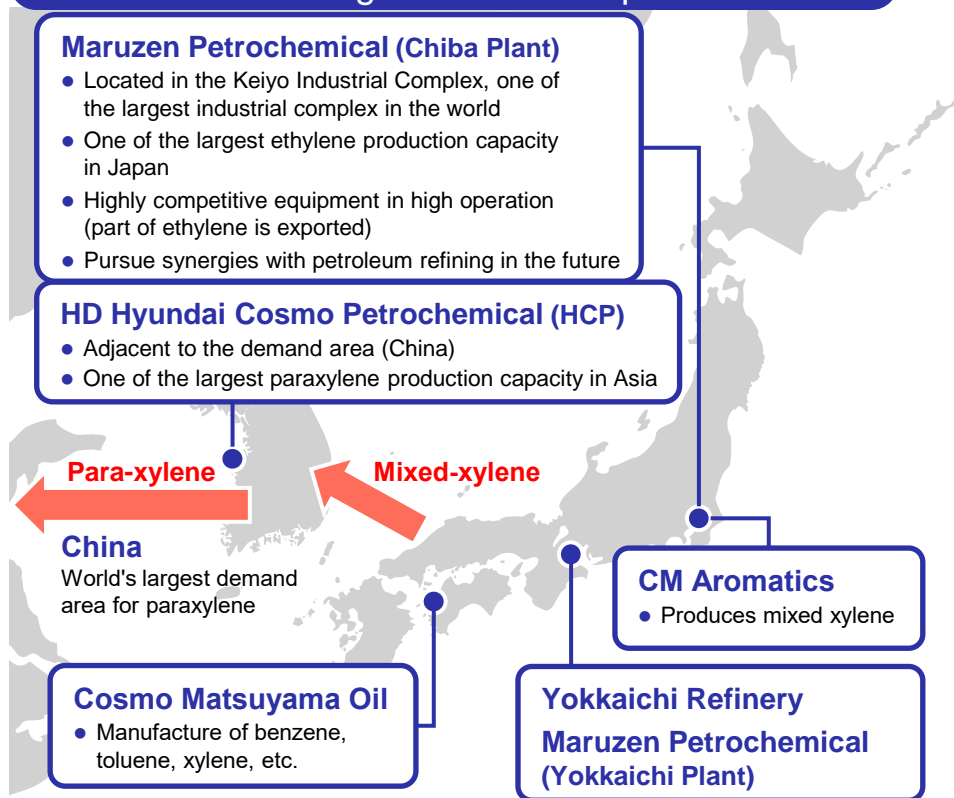 Maruzen Petrochemical (Chiba Plant)
● Located in the Keiyo Industrial Complex, one of
the largest industrial complex in the world
● One of the largest ethylene production capacity
in Japan
● Highly competitive equipment in high operation
(part of ethylene is exported)
● Pursue synergies with petroleum refining in the future
HD Hyundai Cosmo Petrochemical (HCP)
● Adjacent to the demand area (China)
● One of the largest paraxylene production capacity in Asia
Para-xylene
Mixed-xylene
China
World's largest demand
area for paraxylene
CM Aromatics
● Produces mixed xylene
Cosmo Matsuyama Oil
● Manufacture of benzene,
toluene, xylene, etc.
Yokkaichi Refinery
Maruzen Petrochemical
(Yokkaichi Plant)